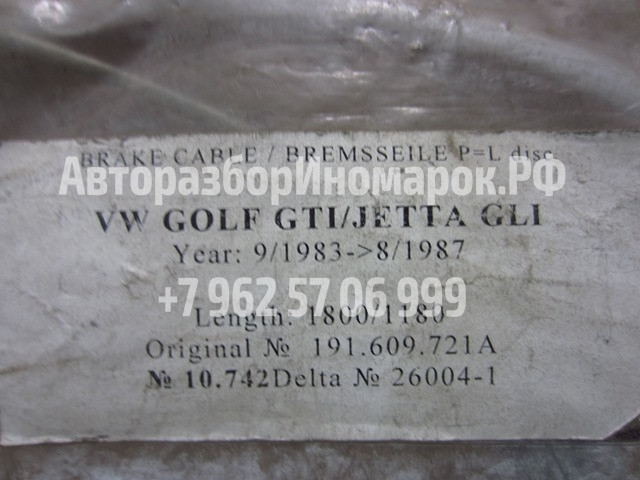 BRAKE CABLE / BREMSSEILE P=L disc
АвторазборИномарок.РФ
VW GOLF GTI/JETTA GLI
Year: 9/1983->8/1987
+7 962 57 06 999
Length: 1800/1180
Original № 191.609.721A
№ 10.742Delta № 26004-1